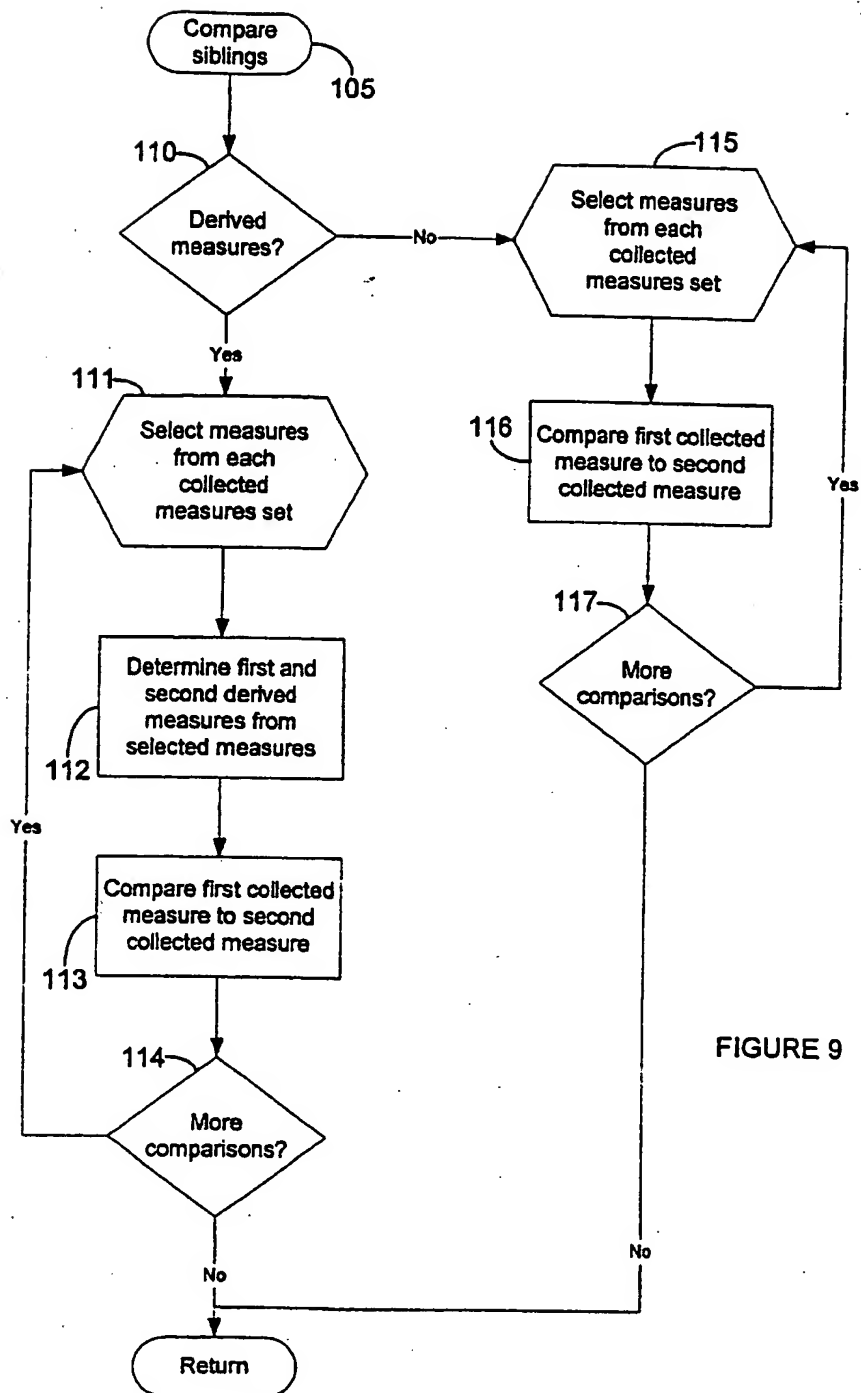 Compare
siblings
105
110
Derived
measures?
No
115
Select measures
from each
collected
measures set
Yes
111
Select measures
from each
collected
measures set
116
Compare first collected
measure to second
collected measure
Yes
117
More
comparisons?
Determine first and
second derived
measures from
selected measures
112
Yes
Compare first collected
measure to second
collected measure
113
FIGURE 9
114
More
comparisons?
No
No
Return